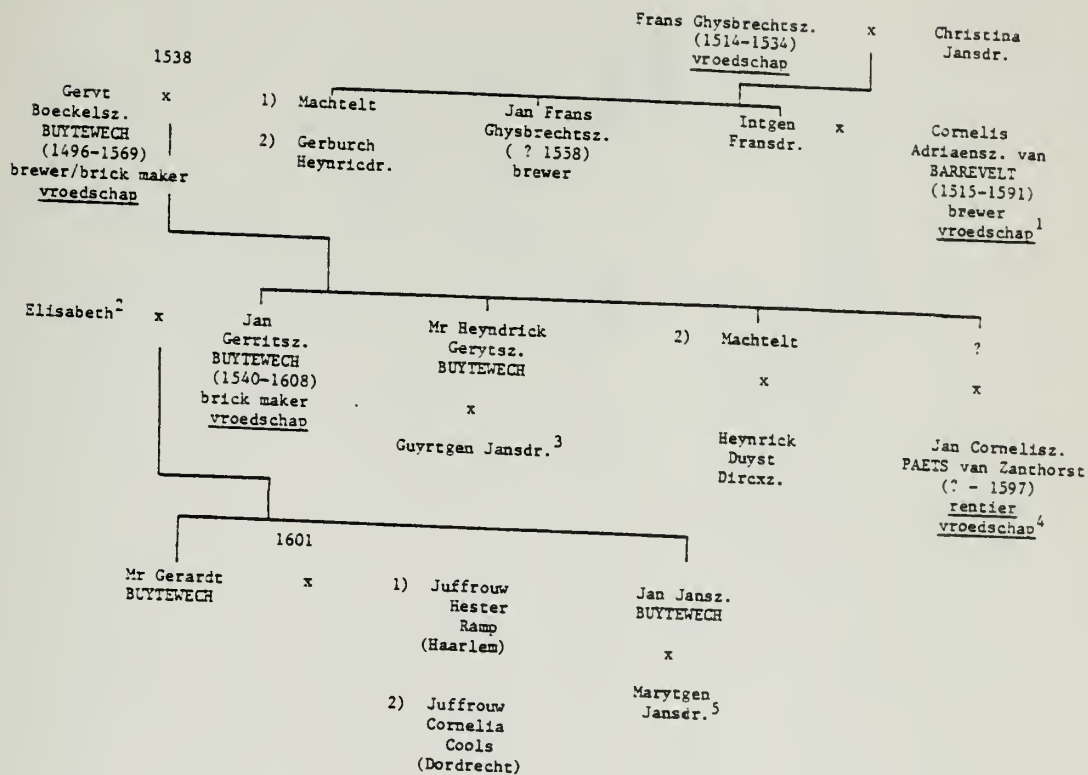 Frans Ghysbrechtsz. x Christina
(1514-1534) Jansdr.
vroedschap
1538
Gervt x
Boeckelsz.
BUYTEWECH
(1496-1569)
brewer/brick maker
vroedschap
1) Machtelt
2) Gerburch
Heynricdr.
Jan Frans
Ghysbrechtsz.
( ? 1558)
brewer
Intgen x
Fransdr.
Cornelis
Adriaensz. van
BARREVELT
(1515-1591)
brewer
vroedschap1
Elisabeth2 x
Jan
Gerritsz.
BUYTEWECH
(1540-1608)
brick maker
vroedschap
Mr Heyndrick
Gerytsz.
BUYTEWECH
x
Guyrtgen Jansdr.3
2) Machtelt
x
Heynrick
Duyst
Dircxz.
?
x
Jan Cornelisz.
PAETS van Zanthorst
(? - 1597)
rentier
vroedschap4
1601
Mr Gerardt x
BUYTEWECH
1) Juffrouw
Hester
Ramp
(Haarlem)
2) Juffrouw
Cornelia
Cools
(Dordrecht)
Jan Jansz.
BUYTEWECH
x
Marytgen
Jansdr.5